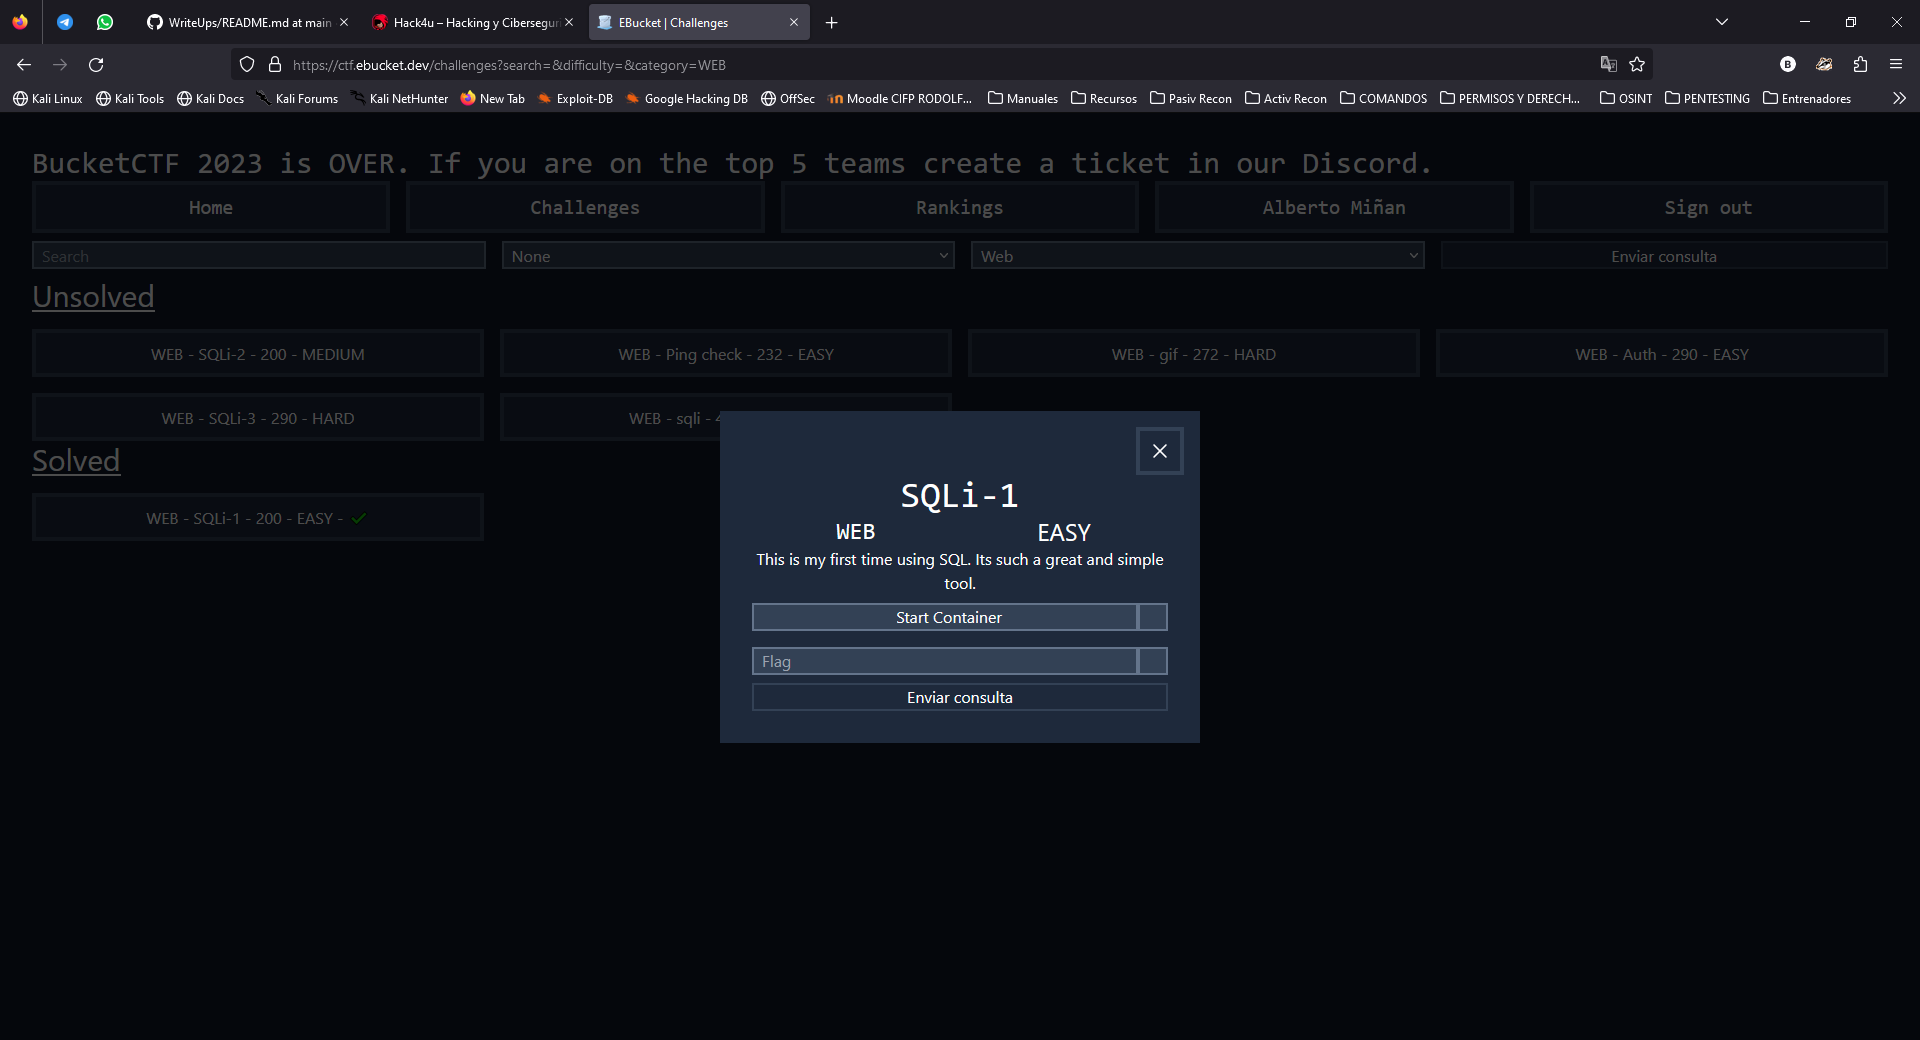 WriteUps/README.md at main
Hack4u – Hacking y Cibersegur
EBucket | Challenges
https://ctf.ebucket.dev/challenges?search=&difficulty=&category=WEB
B
Kali Linux Kali Tools Kali Docs Kali Forums Kali NetHunter New Tab Exploit-DB Google Hacking DB OffSec Moodle CIFP RODOLF... Manuales Recursos Pasiv Recon Activ Recon COMANDOS PERMISOS Y DERECH... OSINT PENTESTING Entrenadores
BucketCTF 2023 is OVER. If you are on the top 5 teams create a ticket in our Discord.
Home Challenges Rankings Alberto Miñan Sign out
Search None Web Enviar consulta
Unsolved
WEB - SQLi-2 - 200 - MEDIUM WEB - Ping check - 232 - EASY WEB - gif - 272 - HARD WEB - Auth - 290 - EASY
WEB - SQLi-3 - 290 - HARD WEB - sqli -
Solved
WEB - SQLi-1 - 200 - EASY -
SQLi-1
WEB EASY
This is my first time using SQL. Its such a great and simple
tool.
Start Container
Flag
Enviar consulta